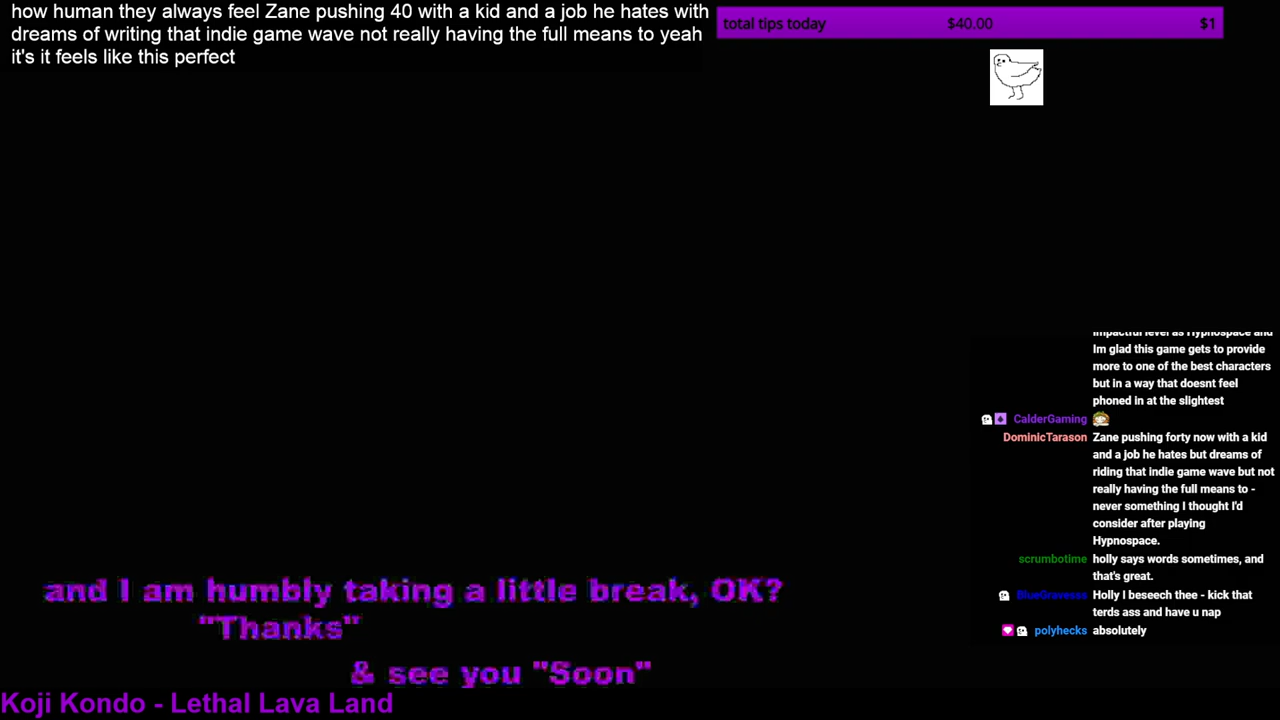 how human they always feel Zane pushing 40 with a kid and a job he hates with
dreams of writing that indie game wave not really having the full means to yeah
it's it feels like this perfect
total tips today $40.00 $1
impactful level as Hypnospace and
Im glad this game gets to provide
more to one of the best characters
but in a way that doesnt feel
phoned in at the slightest
CalderGaming
DominicTarason Zane pushing forty now with a kid
and a job he hates but dreams of
riding that indie game wave but not
really having the full means to -
never something I thought I'd
consider after playing
Hypnospace.
scrumbotime holly says words sometimes, and
that's great.
BlueGravesss Holly I beseech thee - kick that
terds ass and have u nap
polyhecks absolutely
and I am humbly taking a little break, OK?
"Thanks"
& see you "Soon"
Koji Kondo - Lethal Lava Land